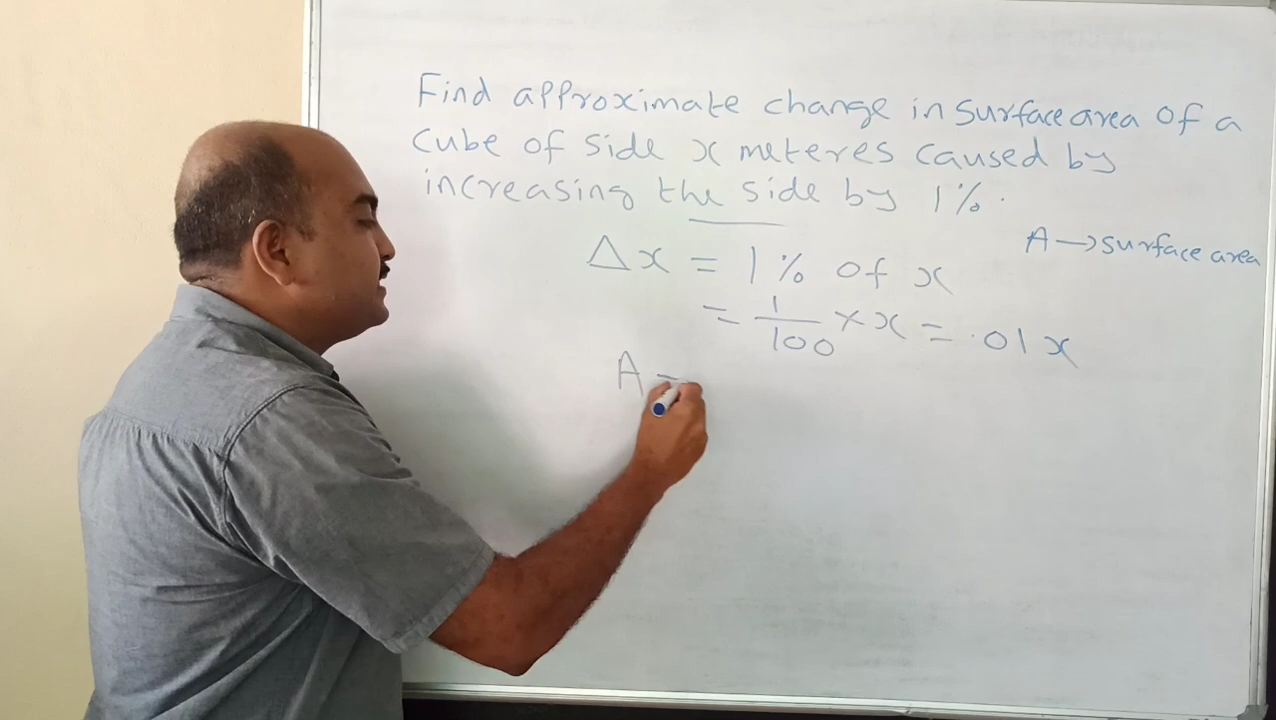 Find approximate change in surface area of a
cube of side x meteres caused by
increasing the side by 1%.
A → surface area
Δx = 1% of x
= 1/100 × x = .01x
A =